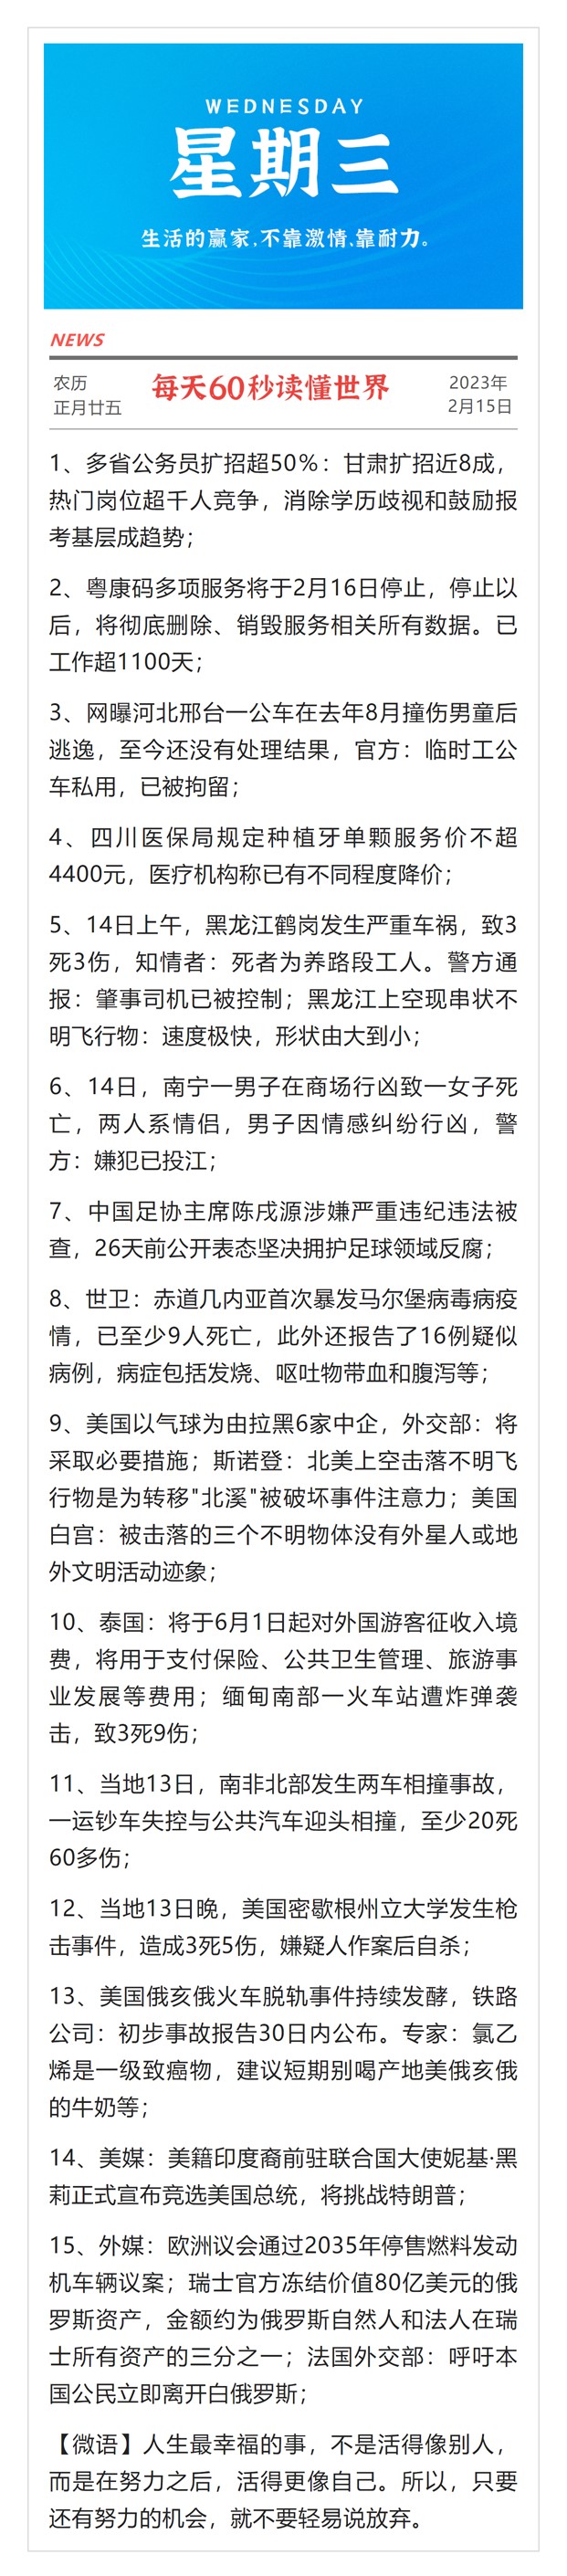 WEDNESDAY
星期三
生活的赢家,不靠激情、靠耐力。
NEWS
农历
正月廿五
每天60秒读懂世界
2023年
2月15日
1、多省公务员扩招超50%：甘肃扩招近8成，
热门岗位超千人竞争，消除学历歧视和鼓励报
考基层成趋势；
2、粤康码多项服务将于2月16日停止，停止以
后，将彻底删除、销毁服务相关所有数据。已
工作超1100天；
3、网曝河北邢台一公车在去年8月撞伤男童后
逃逸，至今还没有处理结果，官方：临时工公
车私用，已被拘留；
4、四川医保局规定种植牙单颗服务价不超
4400元，医疗机构称已有不同程度降价；
5、14日上午，黑龙江鹤岗发生严重车祸，致3
死3伤，知情者：死者为养路段工人。警方通
报：肇事司机已被控制；黑龙江上空现串状不
明飞行物：速度极快，形状由大到小；
6、14日，南宁一男子在商场行凶致一女子死
亡，两人系情侣，男子因情感纠纷行凶，警
方：嫌犯已投江；
7、中国足协主席陈戌源涉嫌严重违纪违法被
查，26天前公开表态坚决拥护足球领域反腐；
8、世卫：赤道几内亚首次暴发马尔堡病毒病疫
情，已至少9人死亡，此外还报告了16例疑似
病例，病症包括发烧、呕吐物带血和腹泻等；
9、美国以气球为由拉黑6家中企，外交部：将
采取必要措施；斯诺登：北美上空击落不明飞
行物是为转移"北溪"被破坏事件注意力；美国
白宫：被击落的三个不明物体没有外星人或地
外文明活动迹象；
10、泰国：将于6月1日起对外国游客征收入境
费，将用于支付保险、公共卫生管理、旅游事
业发展等费用；缅甸南部一火车站遭炸弹袭
击，致3死9伤；
11、当地13日，南非北部发生两车相撞事故，
一运钞车失控与公共汽车迎头相撞，至少20死
60多伤；
12、当地13日晚，美国密歇根州立大学发生枪
击事件，造成3死5伤，嫌疑人作案后自杀；
13、美国俄亥俄火车脱轨事件持续发酵，铁路
公司：初步事故报告30日内公布。专家：氯乙
烯是一级致癌物，建议短期别喝产地美俄亥俄
的牛奶等；
14、美媒：美籍印度裔前驻联合国大使妮基·黑
莉正式宣布竞选美国总统，将挑战特朗普；
15、外媒：欧洲议会通过2035年停售燃料发动
机车辆议案；瑞士官方冻结价值80亿美元的俄
罗斯资产，金额约为俄罗斯自然人和法人在瑞
士所有资产的三分之一；法国外交部：呼吁本
国公民立即离开白俄罗斯；
【微语】人生最幸福的事，不是活得像别人，
而是在努力之后，活得更像自己。所以，只要
还有努力的机会，就不要轻易说放弃。